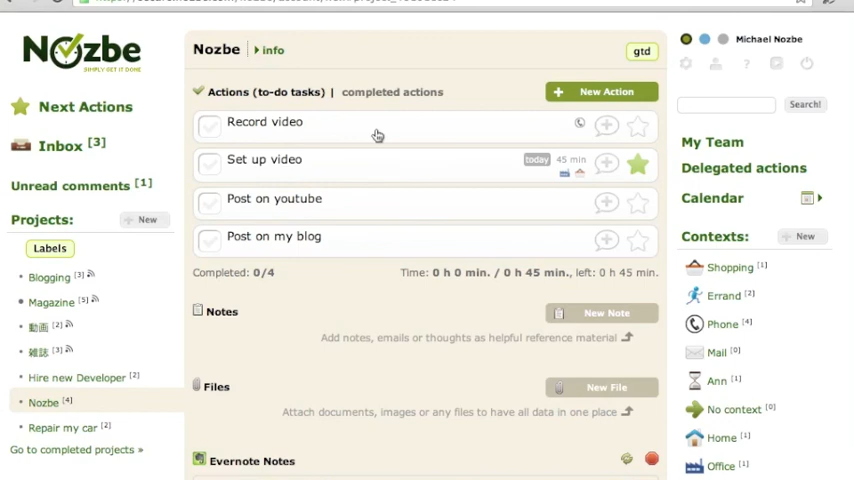 Nozbe
SIMPLY GET IT DONE
Next Actions
Inbox [3]
Unread comments [1]
Projects:
New
Labels
Blogging [3]
Magazine [5]
動画 [2]
雑誌 [3]
Hire new Developer [2]
Nozbe [4]
Repair my car [2]
Go to completed projects »
Nozbe
info
gtd
Actions (to-do tasks) | completed actions
New Action
Record video
Set up video
today 45 min
Post on youtube
Post on my blog
Completed: 0/4
Time: 0 h 0 min. / 0 h 45 min., left: 0 h 45 min.
Notes
New Note
Add notes, emails or thoughts as helpful reference material
Files
New File
Attach documents, images or any files to have all data in one place
Evernote Notes
Michael Nozbe
?
Search!
My Team
Delegated actions
Calendar
Contexts:
New
Shopping [1]
Errand [2]
Phone [4]
Mail [0]
Ann [1]
No context [0]
Home [1]
Office [1]